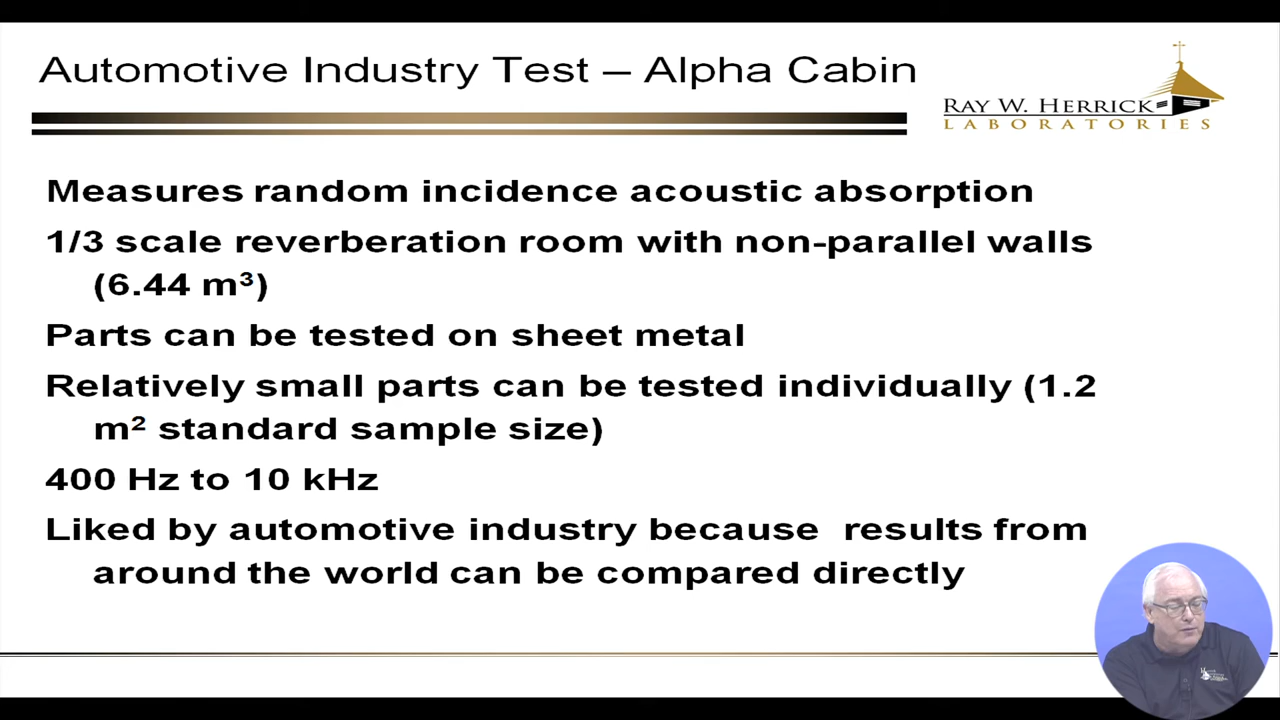 Automotive Industry Test – Alpha Cabin
RAY W. HERRICK
LABORATORIES
Measures random incidence acoustic absorption
1/3 scale reverberation room with non-parallel walls
(6.44 m³)
Parts can be tested on sheet metal
Relatively small parts can be tested individually (1.2
m² standard sample size)
400 Hz to 10 kHz
Liked by automotive industry because  results from
around the world can be compared directly